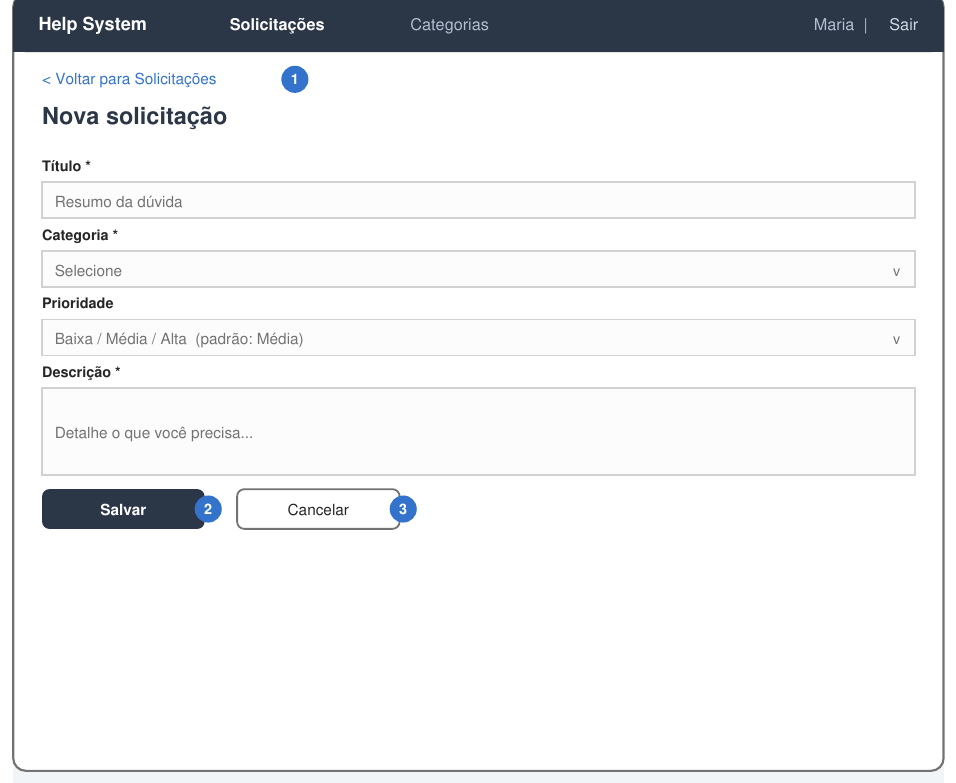 Help System Solicitações Categorias Maria | Sair
< Voltar para Solicitações 1
Nova solicitação
Título *
Resumo da dúvida
Categoria *
Selecione v
Prioridade
Baixa / Média / Alta (padrão: Média) v
Descrição *
Detalhe o que você precisa...
Salvar 2 Cancelar 3